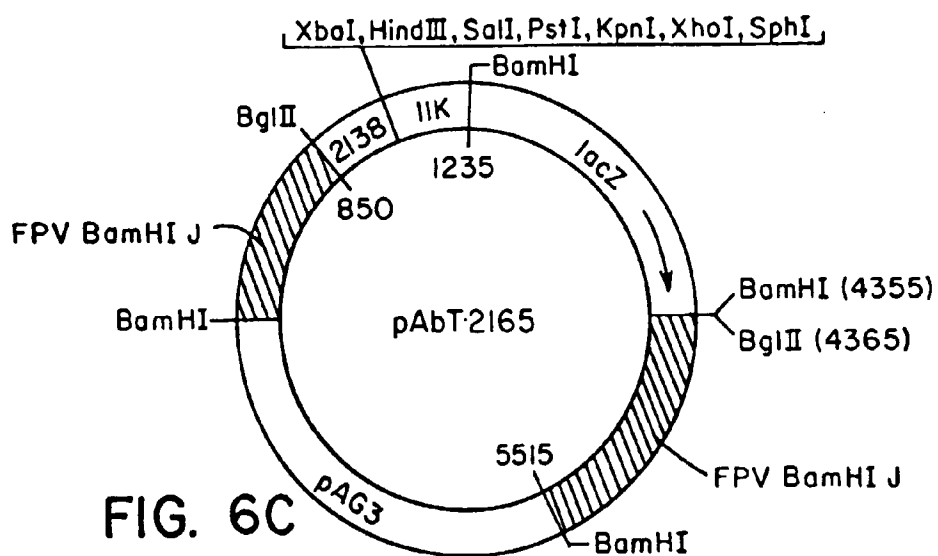 XbaI, HindIII, SalI, PstI, KpnI, XhoI, SphI
BamHI
BglII
2138
11K
lacZ
1235
850
FPV BamHI J
BamHI
pAbT·2165
BamHI (4355)
BglII (4365)
5515
FPV BamHI J
pAG3
BamHI
FIG. 6C